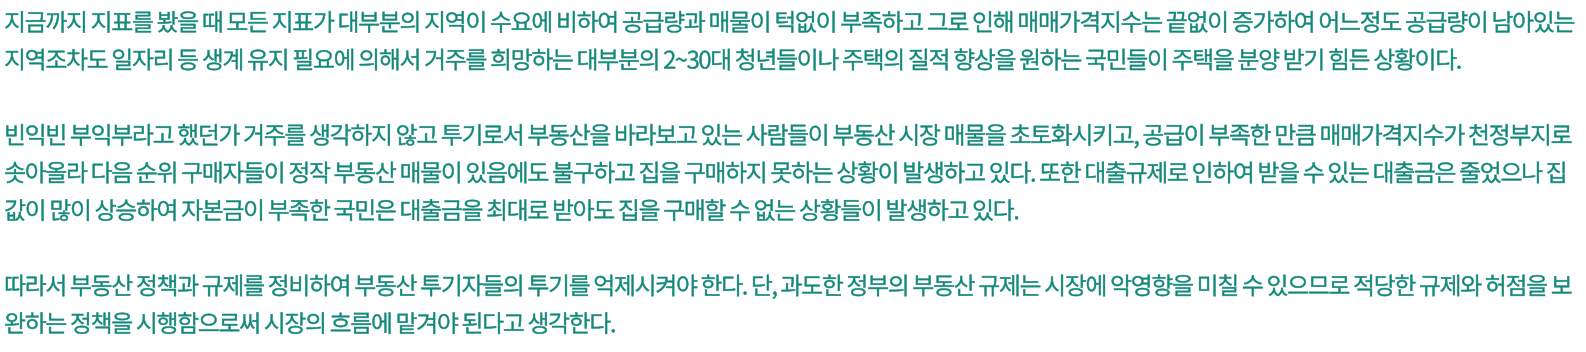 지금까지 지표를 봤을 때 모든 지표가 대부분의 지역이 수요에 비하여 공급량과 매물이 턱없이 부족하고 그로 인해 매매가격지수는 끝없이 증가하여 어느정도 공급량이 남아있는
지역조차도 일자리 등 생계 유지 필요에 의해서 거주를 희망하는 대부분의 2~30대 청년들이나 주택의 질적 향상을 원하는 국민들이 주택을 분양 받기 힘든 상황이다.
빈익빈 부익부라고 했던가 거주를 생각하지 않고 투기로서 부동산을 바라보고 있는 사람들이 부동산 시장 매물을 초토화시키고, 공급이 부족한 만큼 매매가격지수가 천정부지로
솟아올라 다음 순위 구매자들이 정작 부동산 매물이 있음에도 불구하고 집을 구매하지 못하는 상황이 발생하고 있다. 또한 대출규제로 인하여 받을 수 있는 대출금은 줄었으나 집
값이 많이 상승하여 자본금이 부족한 국민은 대출금을 최대로 받아도 집을 구매할 수 없는 상황들이 발생하고 있다.
따라서 부동산 정책과 규제를 정비하여 부동산 투기자들의 투기를 억제시켜야 한다. 단, 과도한 정부의 부동산 규제는 시장에 악영향을 미칠 수 있으므로 적당한 규제와 허점을 보
완하는 정책을 시행함으로써 시장의 흐름에 맡겨야 된다고 생각한다.